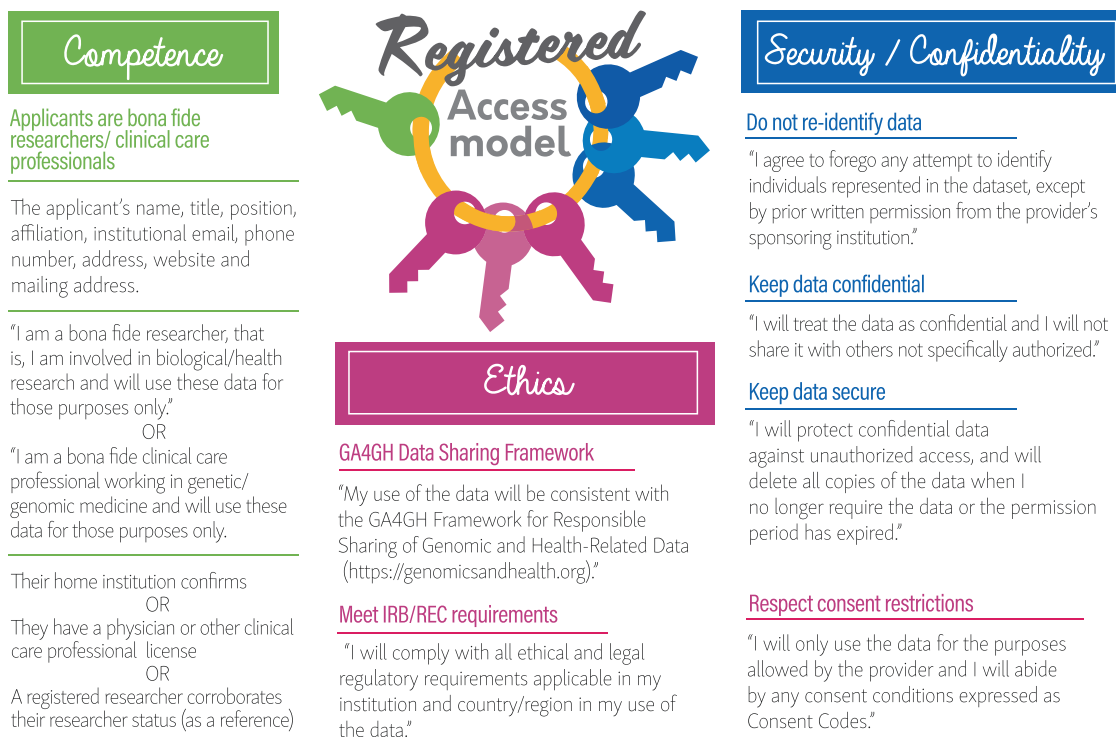 Competence
Applicants are bona fide
researchers/ clinical care
professionals
The applicant's name, title, position,
affiliation, institutional email, phone
number, address, website and
mailing address.
"I am a bona fide researcher, that
is, I am involved in biological/health
research and will use these data for
those purposes only."
OR
"I am a bona fide clinical care
professional working in genetic/
genomic medicine and will use these
data for those purposes only.
Their home institution confirms
OR
They have a physician or other clinical
care professional license
OR
A registered researcher corroborates
their researcher status (as a reference)
Registered
Access
model
Ethics
GA4GH Data Sharing Framework
"My use of the data will be consistent with
the GA4GH Framework for Responsible
Sharing of Genomic and Health-Related Data
(https://genomicsandhealth.org)."
Meet IRB/REC requirements
"I will comply with all ethical and legal
regulatory requirements applicable in my
institution and country/region in my use of
the data."
Security / Confidentiality
Do not re-identify data
"I agree to forego any attempt to identify
individuals represented in the dataset, except
by prior written permission from the provider's
sponsoring institution."
Keep data confidential
"I will treat the data as confidential and I will not
share it with others not specifically authorized."
Keep data secure
"I will protect confidential data
against unauthorized access, and will
delete all copies of the data when I
no longer require the data or the permission
period has expired."
Respect consent restrictions
"I will only use the data for the purposes
allowed by the provider and I will abide
by any consent conditions expressed as
Consent Codes."